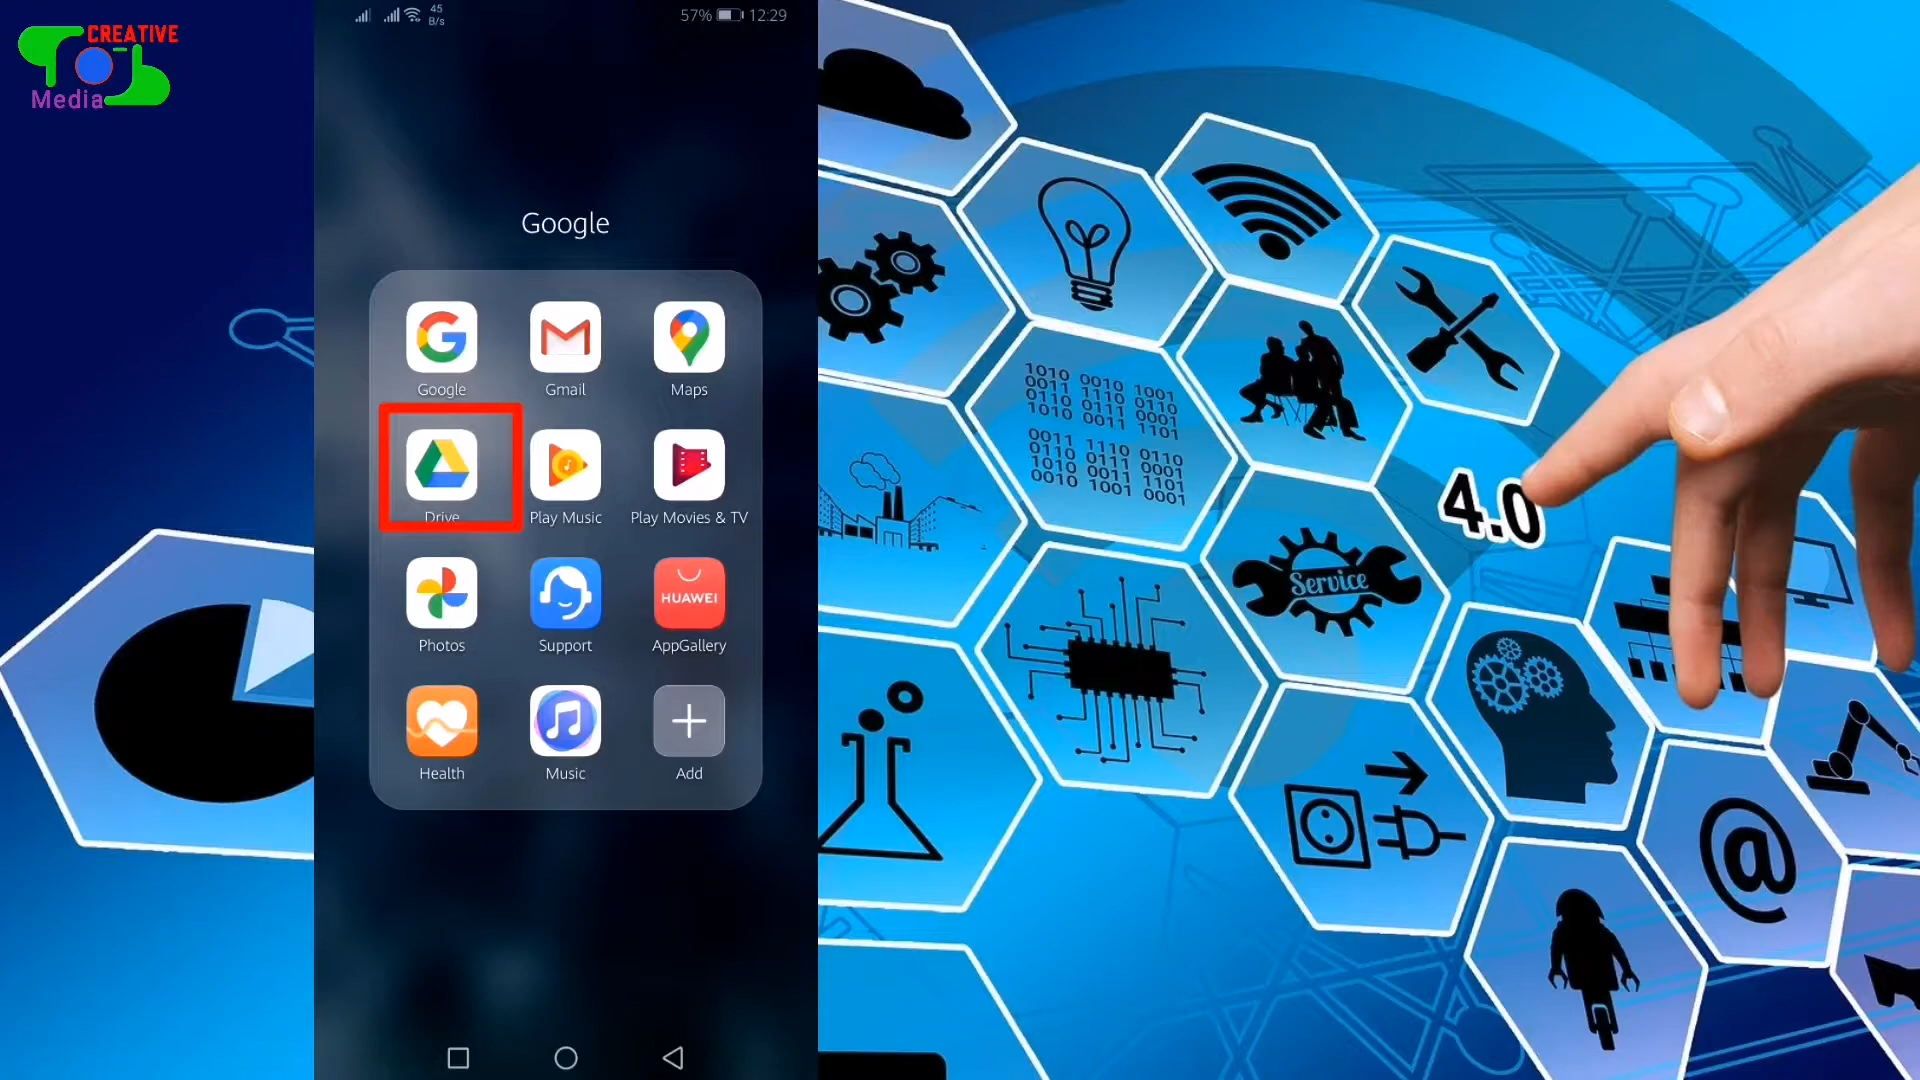 CREATIVE
Media
45
B/s
57%
12:29
Google
Google
Gmail
Maps
Drive
Play Music
Play Movies & TV
Photos
Support
HUAWEI
AppGallery
Health
Music
Add
1010 0010 1001
0011 1110 0110
0110 0111 0001
1010 0011 1101
0011 1110 0110
0110 0111 0001
1010 0011 1101
0010 1001 0001
4.0
Service
@